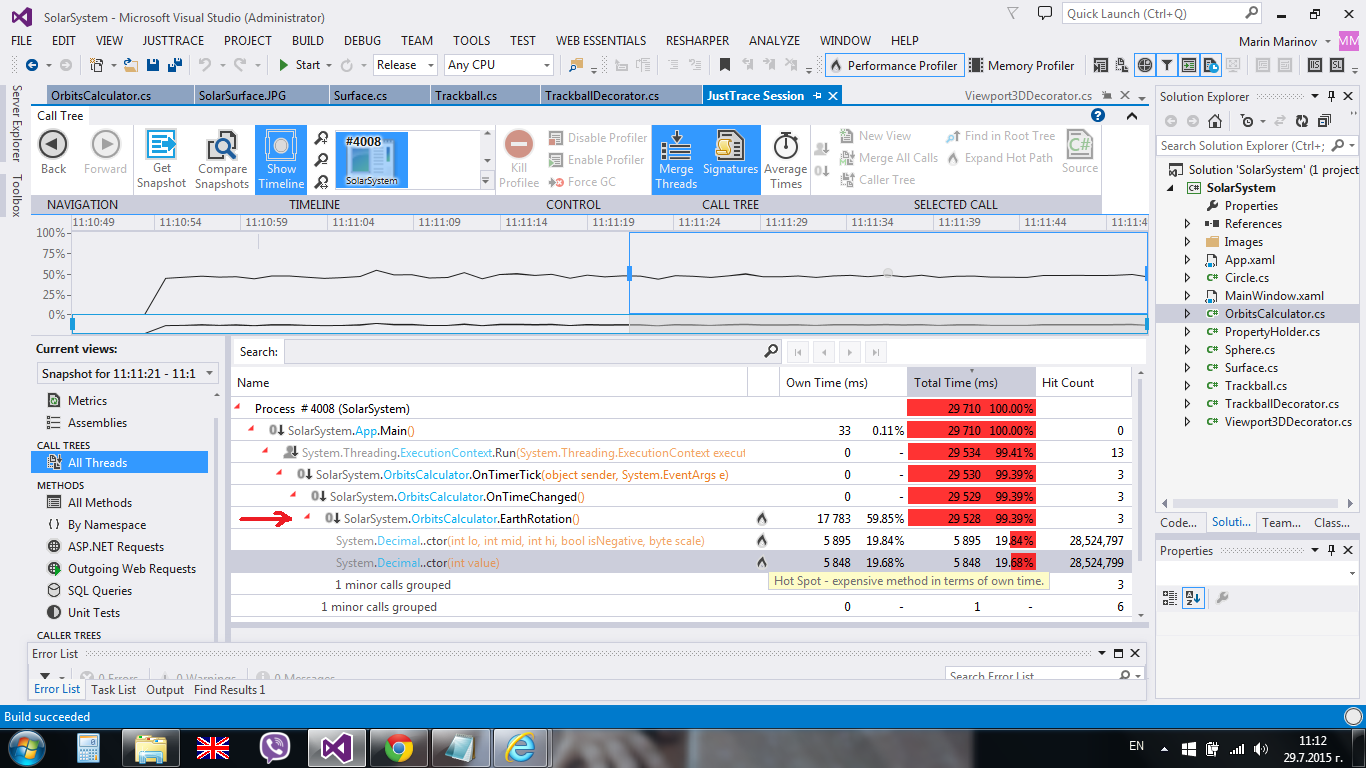 SolarSystem - Microsoft Visual Studio (Administrator)
Quick Launch (Ctrl+Q)
FILE EDIT VIEW JUSTTRACE PROJECT BUILD DEBUG TEAM TOOLS TEST WEB ESSENTIALS RESHARPER ANALYZE WINDOW HELP
Marin Marinov MM
Start Release Any CPU Performance Profiler Memory Profiler
Server Explorer
Toolbox
OrbitsCalculator.cs SolarSurface.JPG Surface.cs Trackball.cs TrackballDecorator.cs JustTrace Session Viewport3DDecorator.cs
Call Tree
Back
Forward
Get Snapshot
Compare Snapshots
Show Timeline
#4008
SolarSystem
Kill Profilee
Disable Profiler
Enable Profiler
Force GC
Merge Threads
Signatures
Average Times
New View
Merge All Calls
Caller Tree
Find in Root Tree
Expand Hot Path
Source
NAVIGATION TIMELINE CONTROL CALL TREE SELECTED CALL
11:10:49 11:10:54 11:10:59 11:11:04 11:11:09 11:11:14 11:11:19 11:11:24 11:11:29 11:11:34 11:11:39 11:11:44 11:11:4
100%
75%
50%
25%
0%
Current views:
Snapshot for 11:11:21 - 11:1
Metrics
Assemblies
CALL TREES
All Threads
METHODS
All Methods
By Namespace
ASP.NET Requests
Outgoing Web Requests
SQL Queries
Unit Tests
CALLER TREES
Search:
Name Own Time (ms) Total Time (ms) Hit Count
Process # 4008 (SolarSystem) 29 710 100.00%
SolarSystem.App.Main() 33 0.11% 29 710 100.00% 0
System.Threading.ExecutionContext.Run(System.Threading.ExecutionContext execut 0 - 29 534 99.41% 13
SolarSystem.OrbitsCalculator.OnTimerTick(object sender, System.EventArgs e) 0 - 29 530 99.39% 3
SolarSystem.OrbitsCalculator.OnTimeChanged() 0 - 29 529 99.39% 3
SolarSystem.OrbitsCalculator.EarthRotation() 17 783 59.85% 29 528 99.39% 3
System.Decimal..ctor(int lo, int mid, int hi, bool isNegative, byte scale) 5 895 19.84% 5 895 19.84% 28,524,797
System.Decimal..ctor(int value) 5 848 19.68% 5 848 19.68% 28,524,799
Hot Spot - expensive method in terms of own time.
1 minor calls grouped 3
1 minor calls grouped 0 - 1 - 6
Solution Explorer
Search Solution Explorer (Ctrl+;
Solution 'SolarSystem' (1 project
SolarSystem
Properties
References
Images
App.xaml
Circle.cs
MainWindow.xaml
OrbitsCalculator.cs
PropertyHolder.cs
Sphere.cs
Surface.cs
Trackball.cs
TrackballDecorator.cs
Viewport3DDecorator.cs
Code... Soluti... Team... Class...
Properties
Error List
0 Errors 0 Warnings 0 Messages
Search Error List
Error List Task List Output Find Results 1
Build succeeded
EN
11:12
29.7.2015 г.